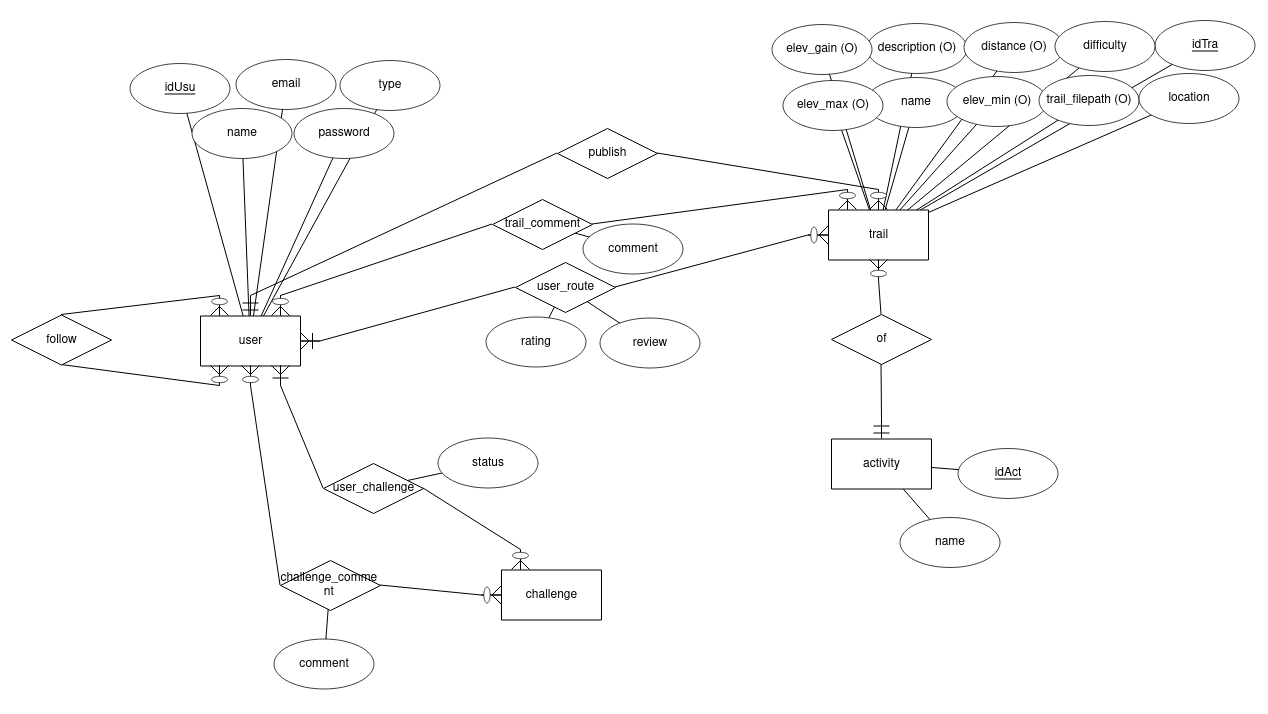 elev_gain (O)
description (O)
distance (O)
difficulty
idTra
idUsu
email
type
elev_max (O)
name
elev_min (O)
trail_filepath (O)
location
name
password
publish
trail_comment
trail
comment
user_route
follow
user
rating
review
of
status
activity
user_challenge
idAct
name
challenge_comme
nt
challenge
comment